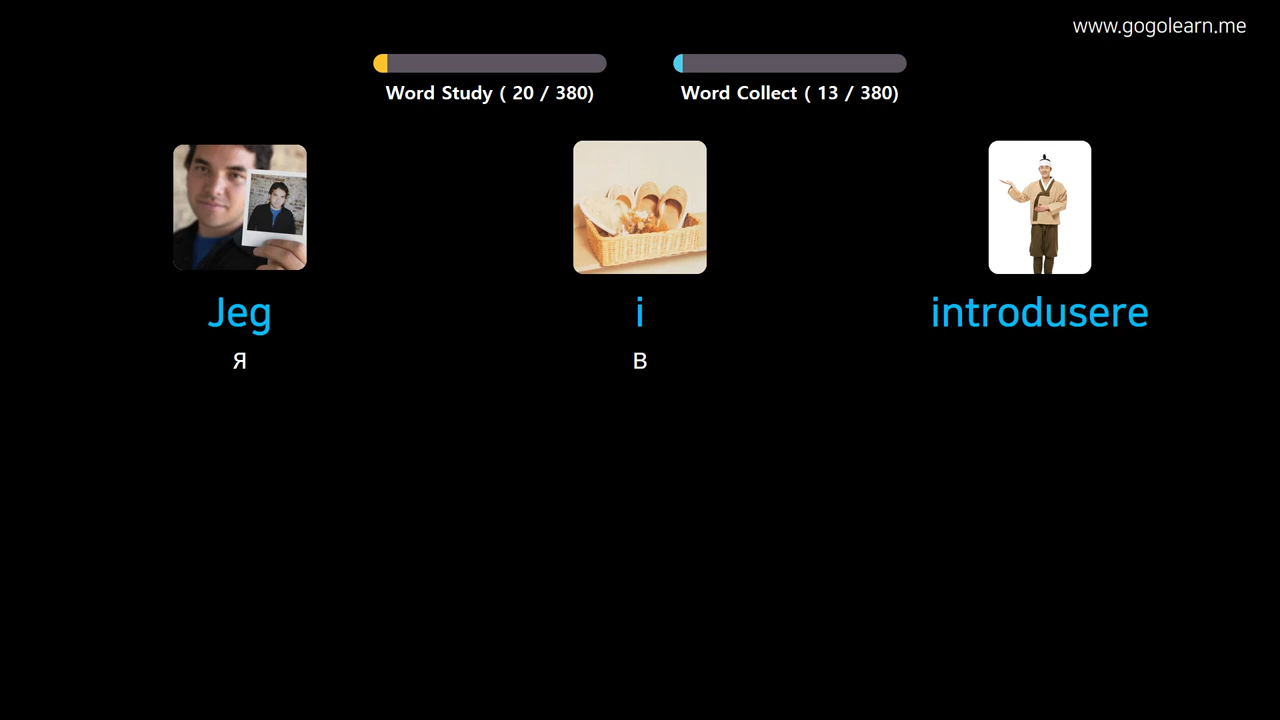 www.gogolearn.me
Word Study ( 20 / 380)
Word Collect ( 13 / 380)
Jeg
i
introdusere
Я
В